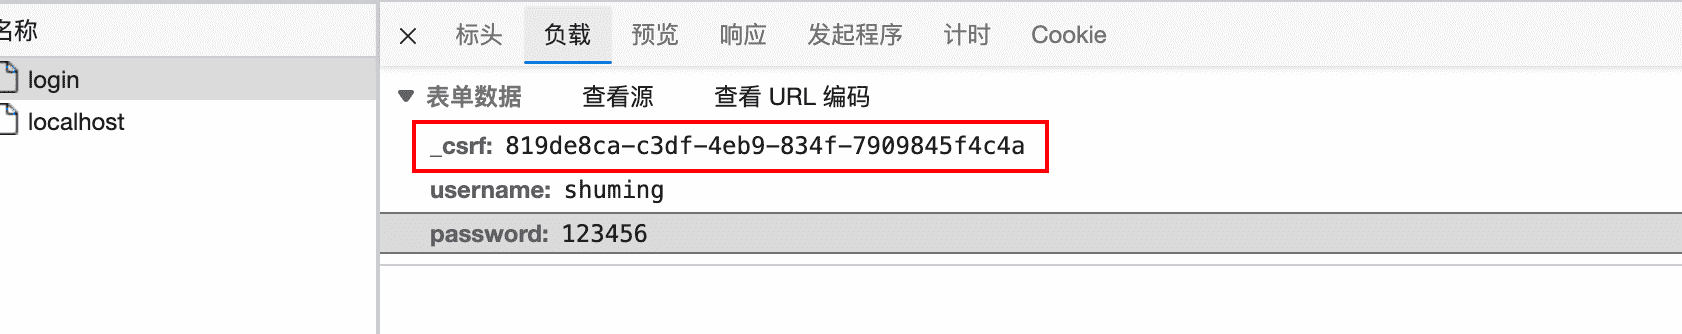 名称
login
localhost
标头 负载 预览 响应 发起程序 计时 Cookie
表单数据 查看源 查看 URL 编码
_csrf: 819de8ca-c3df-4eb9-834f-7909845f4c4a
username: shuming
password: 123456